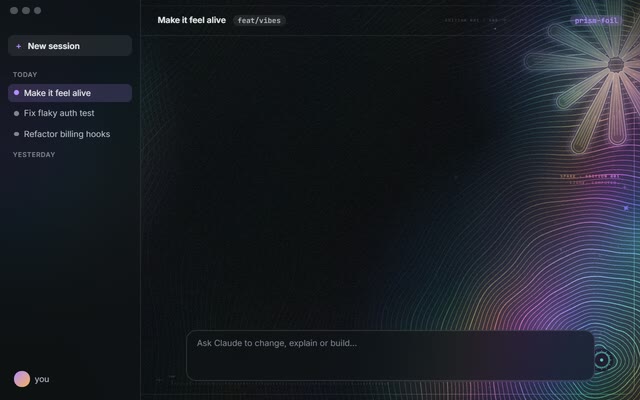 Make it feel alive
feat/vibes
prism-foil
+ New session
TODAY
Make it feel alive
Fix flaky auth test
Refactor billing hooks
YESTERDAY
Ask Claude to change, explain or build...
you